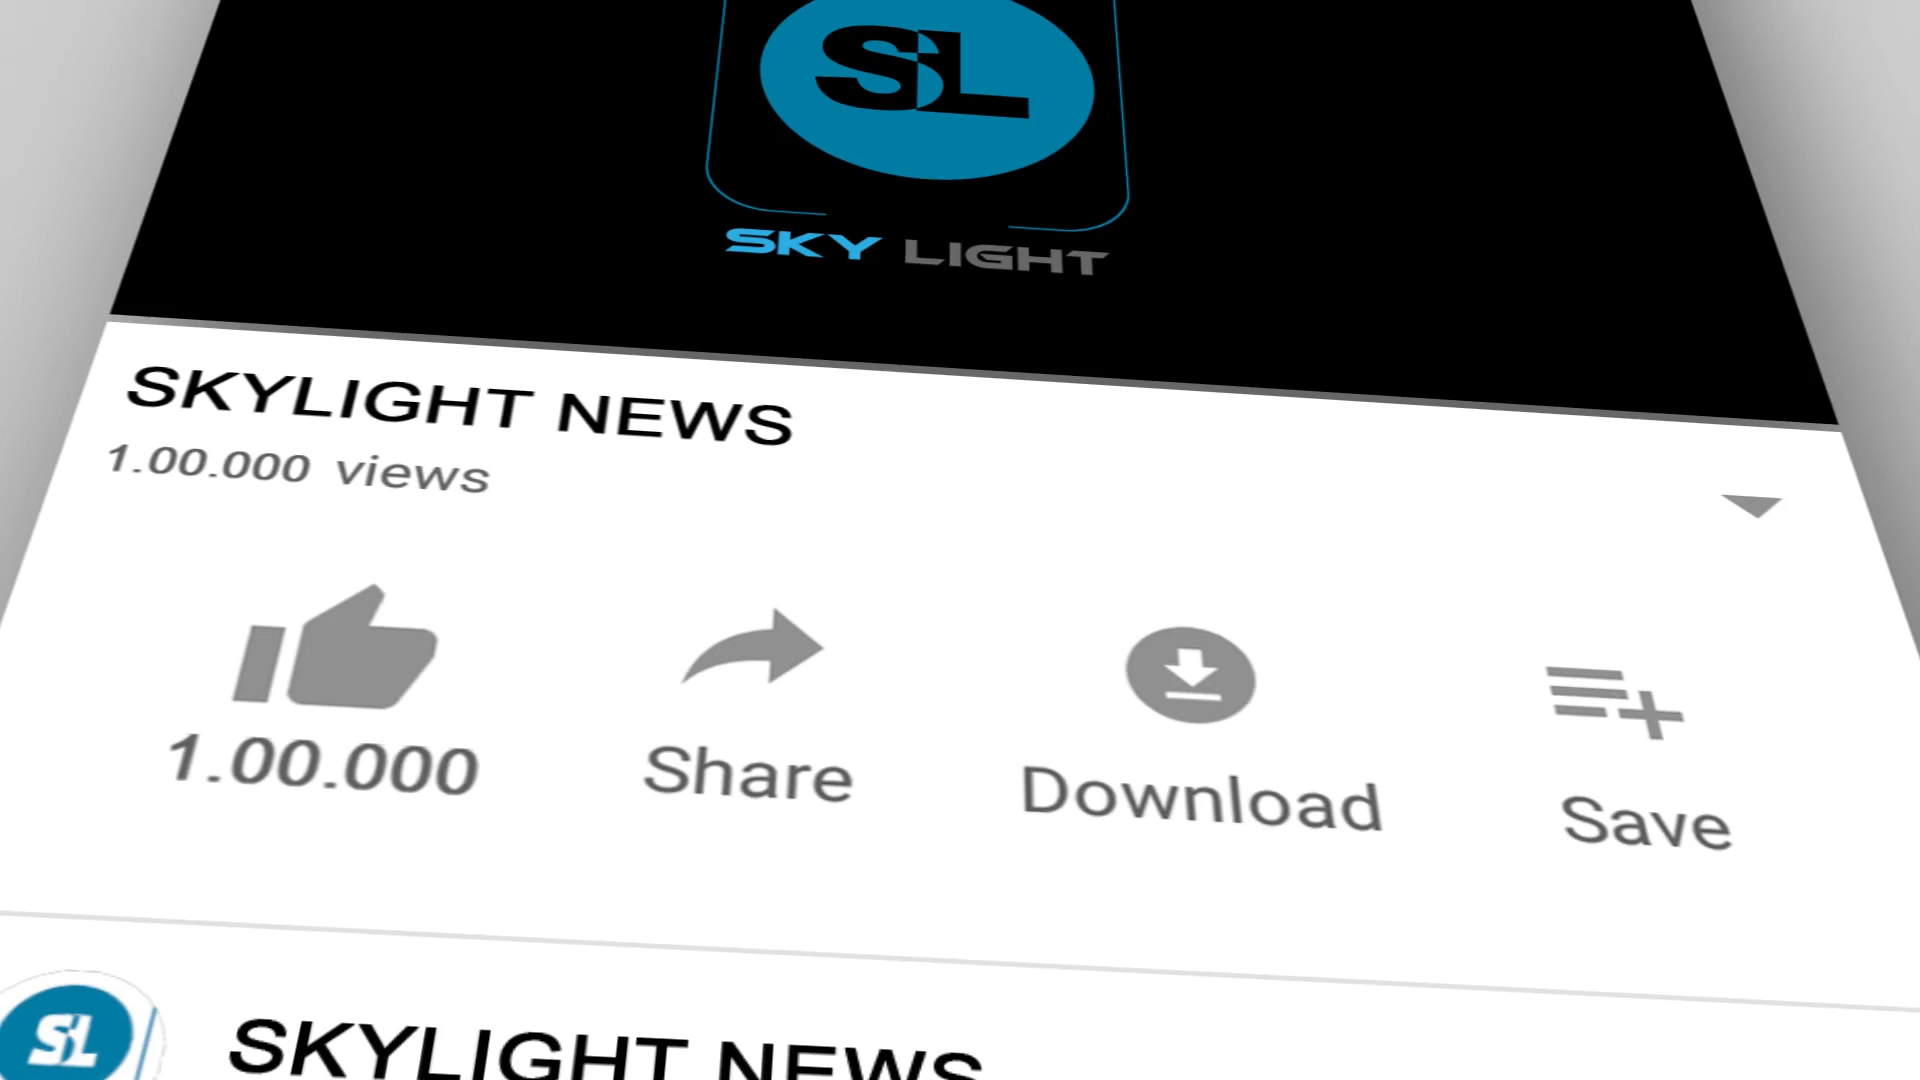 SL
SKY LIGHT
SKYLIGHT NEWS
1.00.000 views
1.00.000
Share
Download
Save
SL
SKYLIGHT NEWS